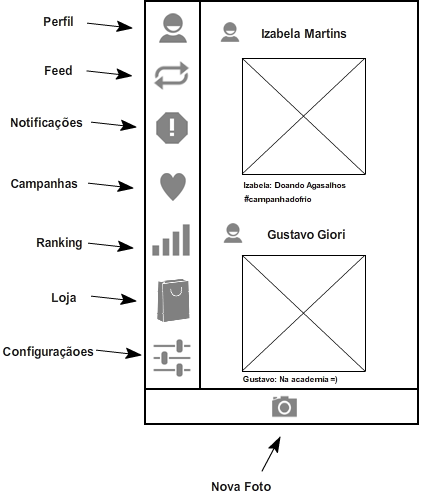 Perfil
Feed
Notificações
Campanhas
Ranking
Loja
Configuraçãoes
Izabela Martins
Izabela: Doando Agasalhos
#campanhadofrio
Gustavo Giori
Gustavo: Na academia =)
Nova Foto